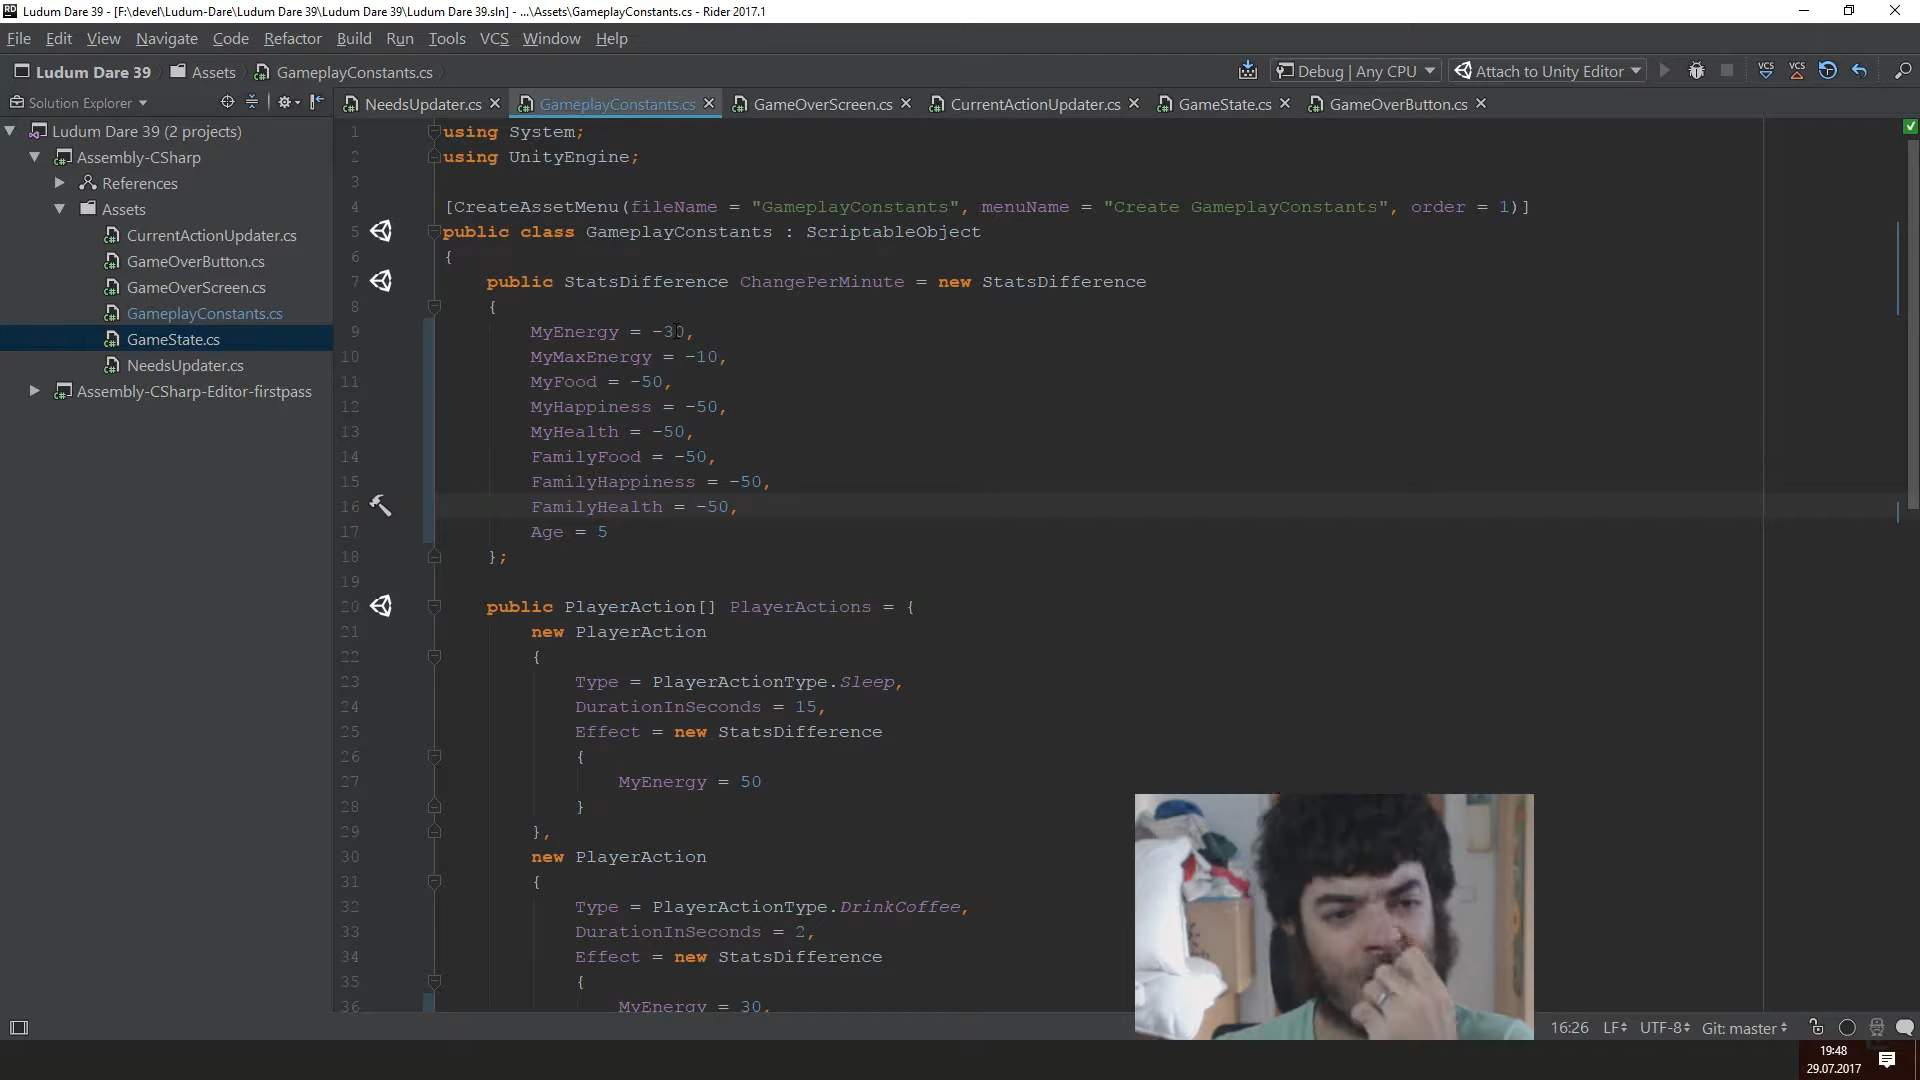 Ludum Dare 39 - [F:\devel\Ludum-Dare\Ludum Dare 39\Ludum Dare 39\Ludum Dare 39.sln] - ...\Assets\GameplayConstants.cs - Rider 2017.1
File Edit View Navigate Code Refactor Build Run Tools VCS Window Help
Ludum Dare 39 Assets GameplayConstants.cs Debug | Any CPU Attach to Unity Editor VCS VCS
Solution Explorer NeedsUpdater.cs GameplayConstants.cs GameOverScreen.cs CurrentActionUpdater.cs GameState.cs GameOverButton.cs
Ludum Dare 39 (2 projects)
Assembly-CSharp
References
Assets
CurrentActionUpdater.cs
GameOverButton.cs
GameOverScreen.cs
GameplayConstants.cs
GameState.cs
NeedsUpdater.cs
Assembly-CSharp-Editor-firstpass
1 using System;
2 using UnityEngine;
3
4 [CreateAssetMenu(fileName = "GameplayConstants", menuName = "Create GameplayConstants", order = 1)]
5 public class GameplayConstants : ScriptableObject
6 {
7 public StatsDifference ChangePerMinute = new StatsDifference
8 {
9 MyEnergy = -30,
10 MyMaxEnergy = -10,
11 MyFood = -50,
12 MyHappiness = -50,
13 MyHealth = -50,
14 FamilyFood = -50,
15 FamilyHappiness = -50,
16 FamilyHealth = -50,
17 Age = 5
18 };
19
20 public PlayerAction[] PlayerActions = {
21 new PlayerAction
22 {
23 Type = PlayerActionType.Sleep,
24 DurationInSeconds = 15,
25 Effect = new StatsDifference
26 {
27 MyEnergy = 50
28 }
29 },
30 new PlayerAction
31 {
32 Type = PlayerActionType.DrinkCoffee,
33 DurationInSeconds = 2,
34 Effect = new StatsDifference
35 {
36 MyEnergy = 30,
16:26 LF UTF-8 Git: master
19:48
29.07.2017